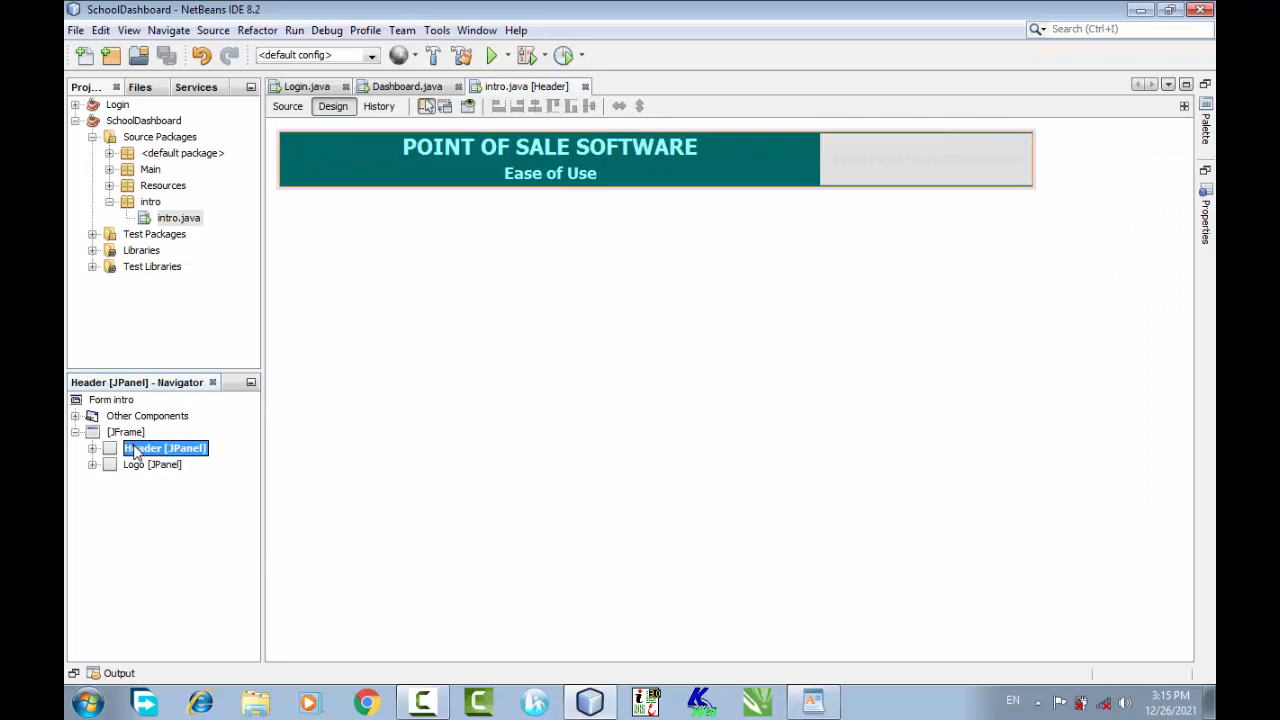 SchoolDashboard - NetBeans IDE 8.2
File Edit View Navigate Source Refactor Run Debug Profile Team Tools Window Help
Search (Ctrl+I)
<default config>
Proj... Files Services
Login.java Dashboard.java intro.java [Header]
Source Design History
Login
SchoolDashboard
Source Packages
<default package>
Main
Resources
intro
intro.java
Test Packages
Libraries
Test Libraries
POINT OF SALE SOFTWARE
Ease of Use
Palette
Properties
Header [JPanel] - Navigator
Form intro
Other Components
[JFrame]
Header [JPanel]
Logo [JPanel]
Output
EN
3:15 PM
12/26/2021